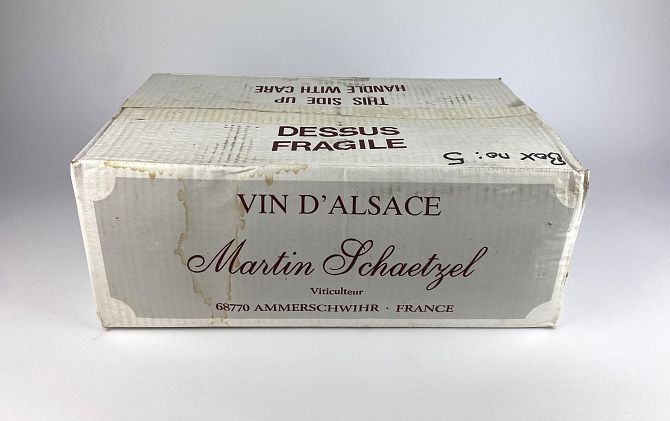 HANDLE WITH CARE
THIS SIDE UP
DESSUS
FRAGILE
Box no: 5
VIN D'ALSACE
Martin Schaetzel
Viticulteur
68770 AMMERSCHWIHR · FRANCE